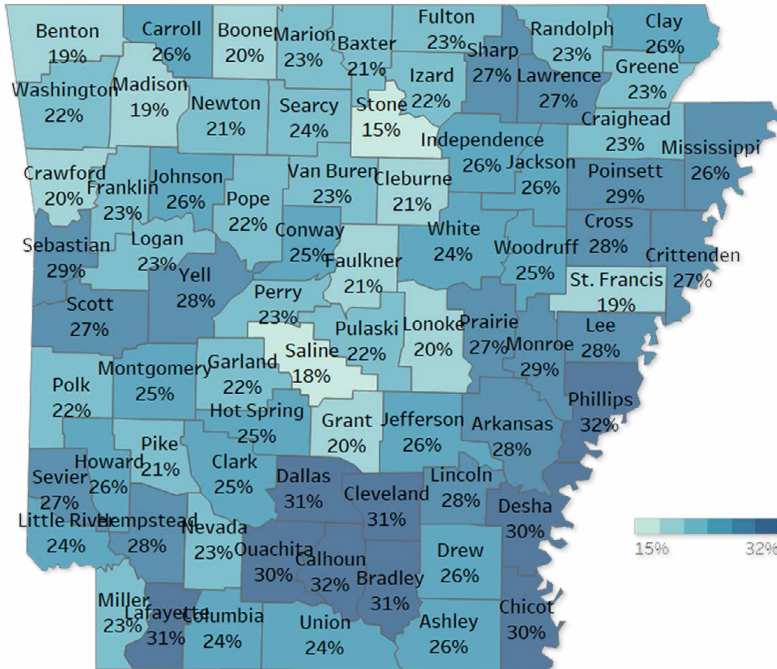 Benton
19%
Carroll
26%
Boone
20%
Marion
23%
Baxter
21%
Fulton
23%
Sharp
27%
Randolph
23%
Clay
26%
Washington
22%
Madison
19%
Newton
21%
Searcy
24%
Stone
15%
Izard
22%
Lawrence
27%
Greene
23%
Independence
26%
Jackson
26%
Craighead
23%
Mississippi
26%
Crawford
20%
Franklin
23%
Johnson
26%
Pope
22%
Van Buren
23%
Cleburne
21%
Poinsett
29%
Sebastian
29%
Logan
23%
Yell
28%
Conway
25%
Faulkner
21%
White
24%
Woodruff
25%
Cross
28%
Crittenden
27%
St. Francis
19%
Scott
27%
Perry
23%
Saline
18%
Pulaski
22%
Lonoke
20%
Prairie
27%
Monroe
29%
Lee
28%
Polk
22%
Montgomery
25%
Garland
22%
Hot Spring
25%
Grant
20%
Jefferson
26%
Arkansas
28%
Phillips
32%
Sevier
27%
Howard
26%
Pike
21%
Clark
25%
Dallas
31%
Cleveland
31%
Lincoln
28%
Desha
30%
Little River
24%
Hempstead
28%
Nevada
23%
Ouachita
30%
Calhoun
32%
Bradley
31%
Drew
26%
Chicot
30%
Miller
23%
Lafayette
31%
Columbia
24%
Union
24%
Ashley
26%
15% 32%